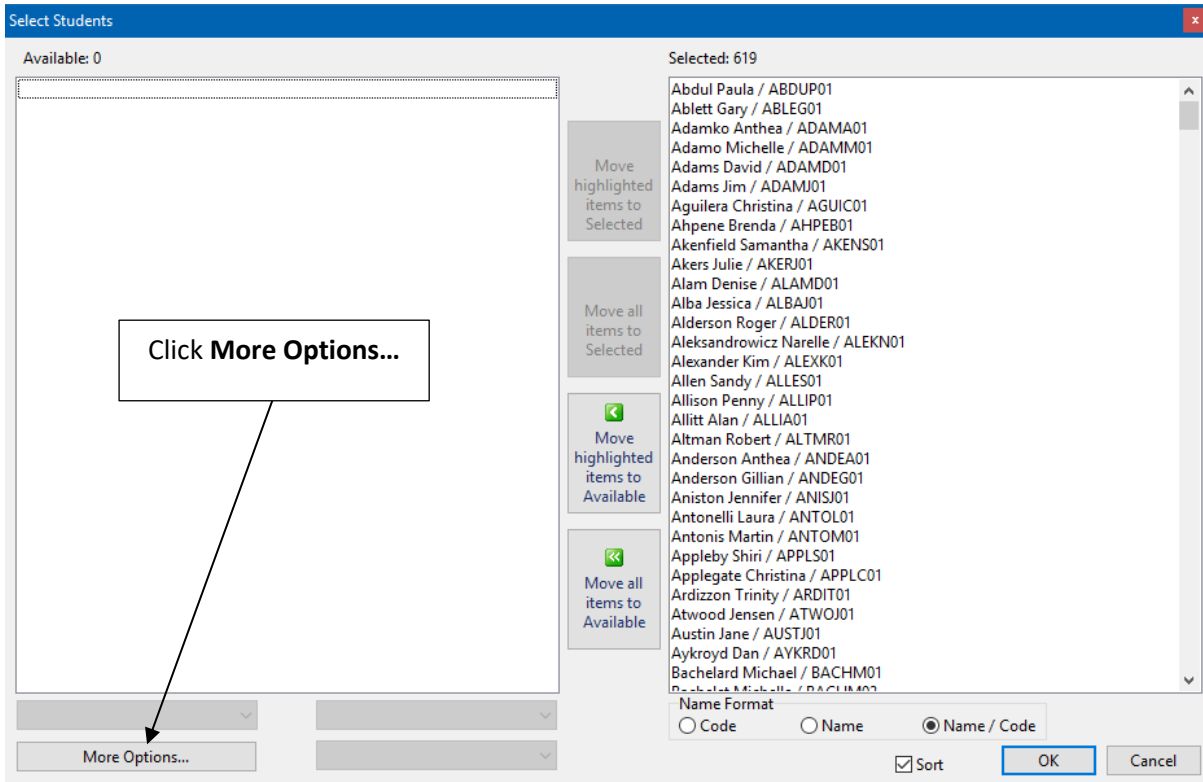 Select Students
x
Available: 0
Selected: 619
Abdul Paula / ABDUP01
Ablett Gary / ABLEG01
Adamko Anthea / ADAMA01
Adamo Michelle / ADAMM01
Adams David / ADAMD01
Adams Jim / ADAMJ01
Aguilera Christina / AGUIC01
Ahpene Brenda / AHPEB01
Akenfield Samantha / AKENS01
Akers Julie / AKERJ01
Alam Denise / ALAMD01
Alba Jessica / ALBAJ01
Alderson Roger / ALDER01
Aleksandrowicz Narelle / ALEKN01
Alexander Kim / ALEXK01
Allen Sandy / ALLES01
Allison Penny / ALLIP01
Allitt Alan / ALLIA01
Altman Robert / ALTMR01
Anderson Anthea / ANDEA01
Anderson Gillian / ANDEG01
Aniston Jennifer / ANISJ01
Antonelli Laura / ANTOL01
Antonis Martin / ANTOM01
Appleby Shiri / APPLS01
Applegate Christina / APPLC01
Ardizzon Trinity / ARDIT01
Atwood Jensen / ATWOJ01
Austin Jane / AUSTJ01
Aykroyd Dan / AYKRD01
Bachelard Michael / BACHM01
Move
highlighted
items to
Selected
Move all
items to
Selected
Move
highlighted
items to
Available
Move all
items to
Available
Click More Options...
More Options...
Name Format
Code
Name
Name / Code
Sort
OK
Cancel